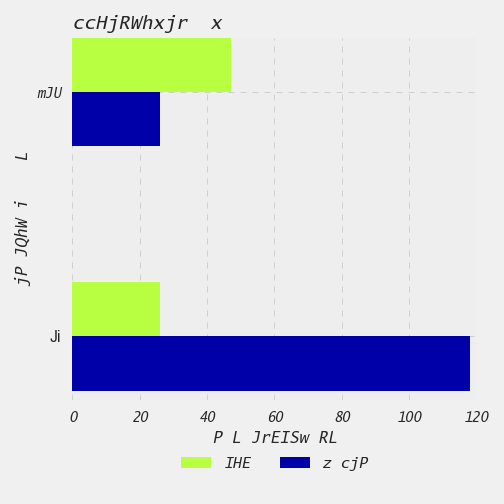 ccHjRWhxjr  x
mJU
Ji
jP JQhW i   L
0 20 40 60 80 100 120
P L JrEISw RL
IHE z cjP